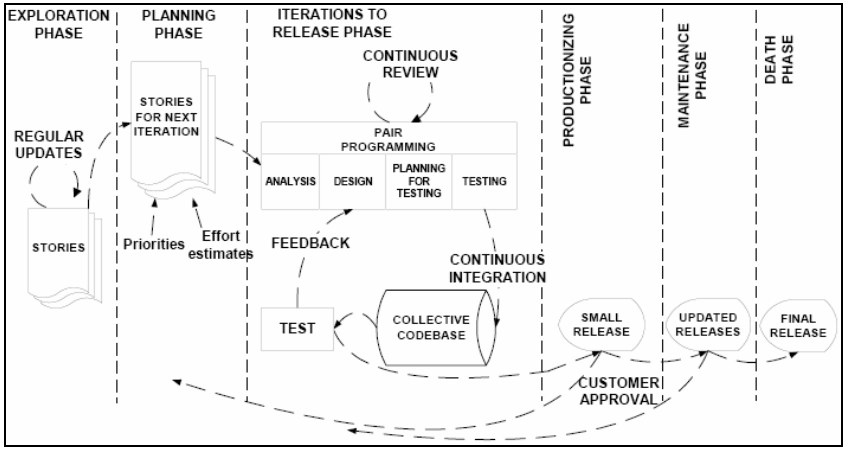 EXPLORATION
PHASE
PLANNING
PHASE
ITERATIONS TO
RELEASE PHASE
PRODUCTIONIZING
PHASE
MAINTENANCE
PHASE
DEATH
PHASE
REGULAR
UPDATES
STORIES
STORIES
FOR NEXT
ITERATION
Priorities
Effort
estimates
CONTINUOUS
REVIEW
PAIR
PROGRAMMING
ANALYSIS
DESIGN
PLANNING
FOR
TESTING
TESTING
FEEDBACK
CONTINUOUS
INTEGRATION
TEST
COLLECTIVE
CODEBASE
SMALL
RELEASE
UPDATED
RELEASES
FINAL
RELEASE
CUSTOMER
APPROVAL